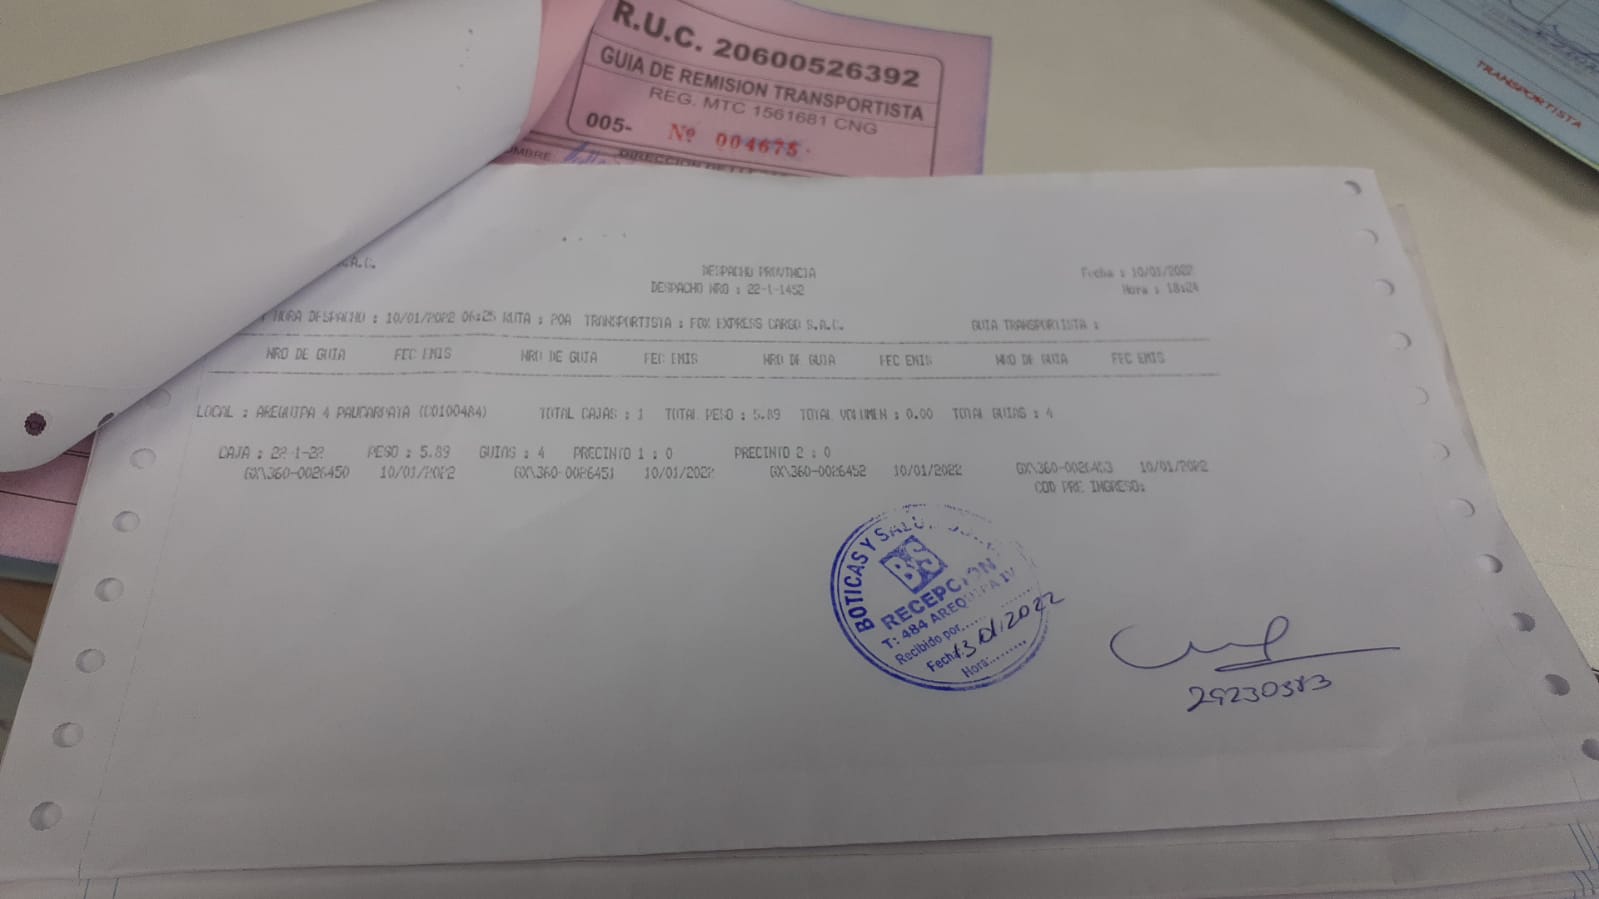 R.U.C. 20600526392
GUIA DE REMISION TRANSPORTISTA
REG. MTC 1561681 CNG
005- Nº 004675
TRANSPORTISTA
S.A.C.
DESPACHO PROVINCIA
Fecha : 10/01/2022
DESPACHO NRO : 22-1-1452
Hora : 18:24
HORA DESPACHO : 10/01/2022 06:25 RUTA : 20A TRANSPORTISTA : FOX EXPRESS CARGO S.A.C. GUIA TRANSPORTISTA :
NRO DE GUIA FEC EMIS NRO DE GUIA FEC EMIS NRO DE GUIA FEC EMIS NRO DE GUIA FEC EMIS
LOCAL : AREQUIPA 4 PAUCARPATA (C0100484) TOTAL CAJAS : 1 TOTAL PESO : 5.89 TOTAL VOLUMEN : 0.00 TOTAL GUIAS : 4
CAJA : 22-1-22 PESO : 5.89 GUIAS : 4 PRECINTO 1 : 0 PRECINTO 2 : 0
GX\360-0026450 10/01/2022 GX\360-0026451 10/01/2022 GX\360-0026452 10/01/2022 GX\360-0026453 10/01/2022
COD PRE INGRESO:
BOTICAS Y SALUD
BS
RECEPCIÓN
T: 484 AREQUIPA IV
Recibido por:.....
Fecha: 13/01/2022
Hora:........